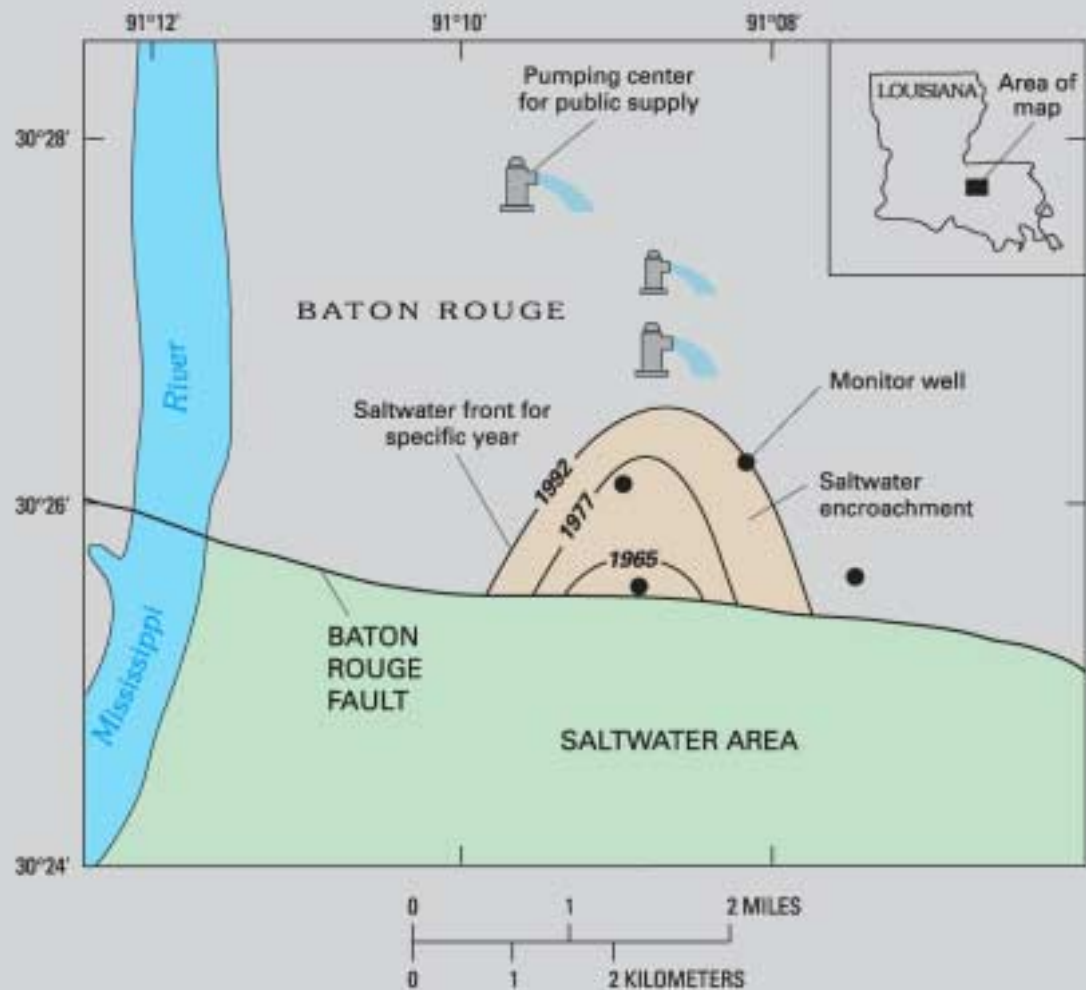 91°12'
91°10'
91°08'
Pumping center
for public supply
LOUISIANA
Area of
map
30°28'
BATON ROUGE
River
Monitor well
Saltwater front for
specific year
1992
1977
Saltwater
encroachment
30°26'
1965
BATON
ROUGE
FAULT
Mississippi
SALTWATER AREA
30°24'
0 1 2 MILES
0 1 2 KILOMETERS